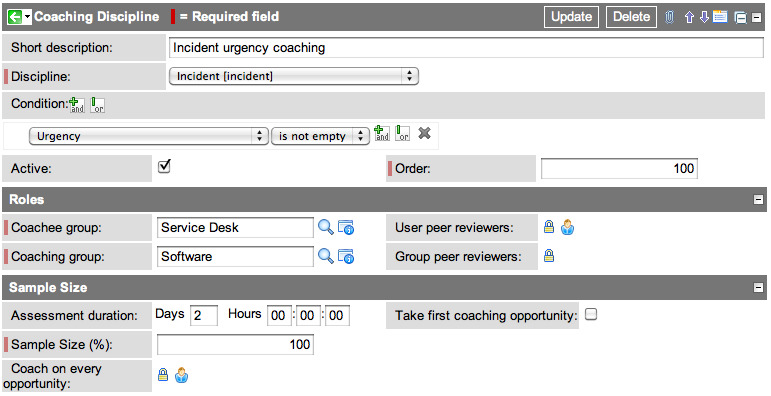 Coaching Discipline = Required field Update Delete
Short description: Incident urgency coaching
Discipline: Incident [incident]
Condition: and or
Urgency is not empty and or
Active: Order: 100
Roles
Coachee group: Service Desk User peer reviewers:
Coaching group: Software Group peer reviewers:
Sample Size
Assessment duration: Days 2 Hours 00 : 00 : 00 Take first coaching opportunity:
Sample Size (%): 100
Coach on every
opportunity: